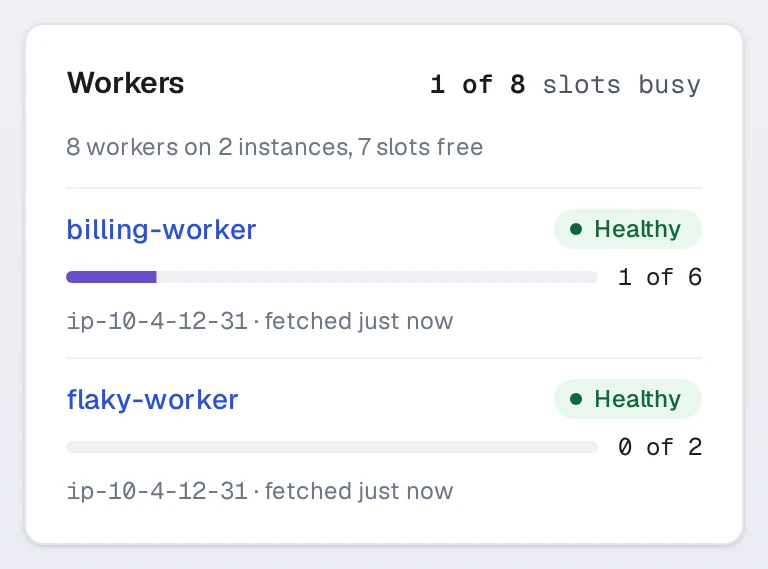 Workers
1 of 8 slots busy
8 workers on 2 instances, 7 slots free
billing-worker
Healthy
1 of 6
ip-10-4-12-31 · fetched just now
flaky-worker
Healthy
0 of 2
ip-10-4-12-31 · fetched just now